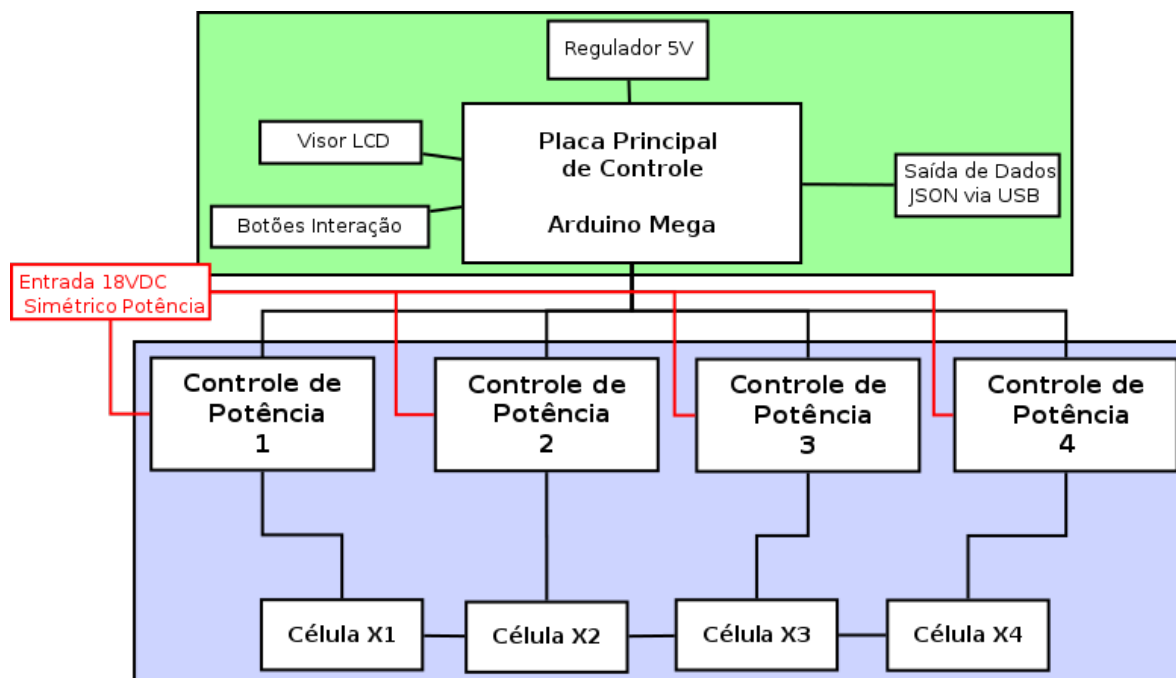 Regulador 5V
Placa Principal
de Controle
Arduino Mega
Visor LCD
Botões Interação
Saída de Dados
JSON via USB
Entrada 18VDC
Simétrico Potência
Controle de
Potência
1
Controle de
Potência
2
Controle de
Potência
3
Controle de
Potência
4
Célula X1
Célula X2
Célula X3
Célula X4